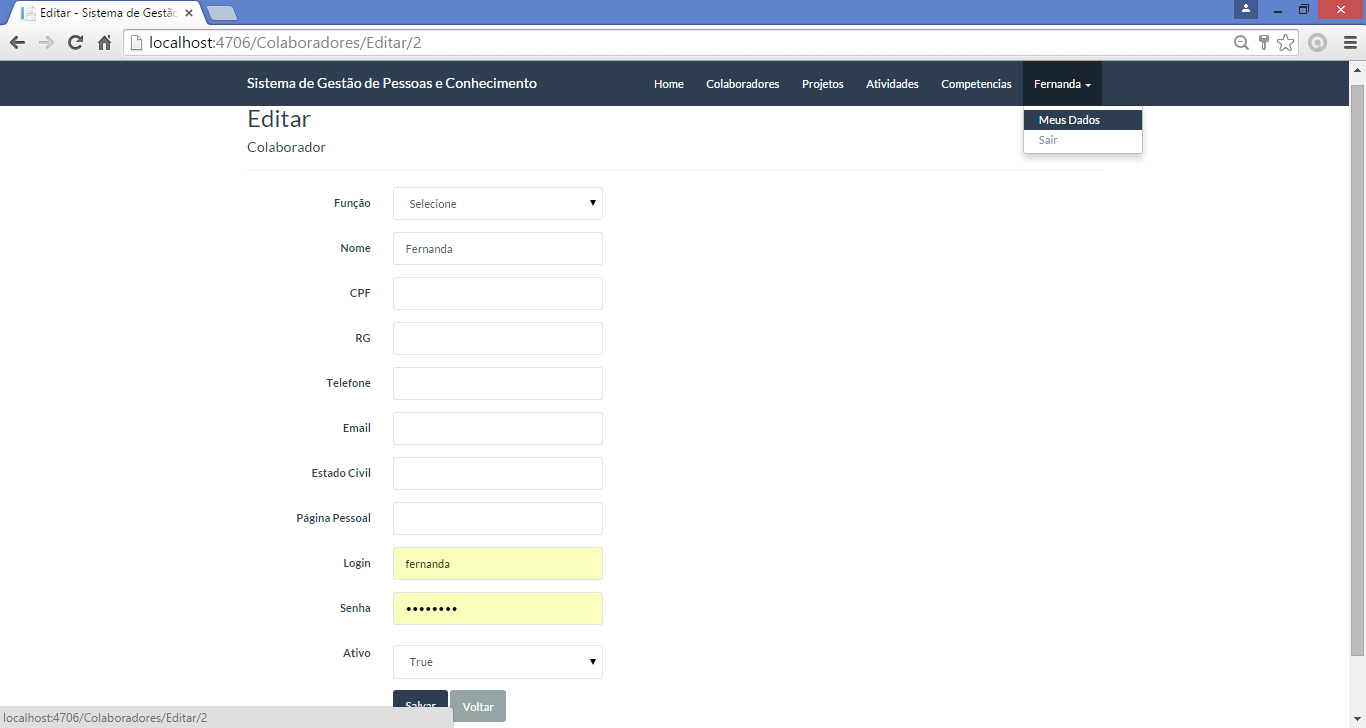 Editar - Sistema de Gestão
localhost:4706/Colaboradores/Editar/2
Sistema de Gestão de Pessoas e Conhecimento Home Colaboradores Projetos Atividades Competencias Fernanda
Meus Dados
Sair
Editar
Colaborador
Função Selecione
Nome Fernanda
CPF
RG
Telefone
Email
Estado Civil
Página Pessoal
Login fernanda
Senha ••••••••
Ativo True
Salvar Voltar
localhost:4706/Colaboradores/Editar/2